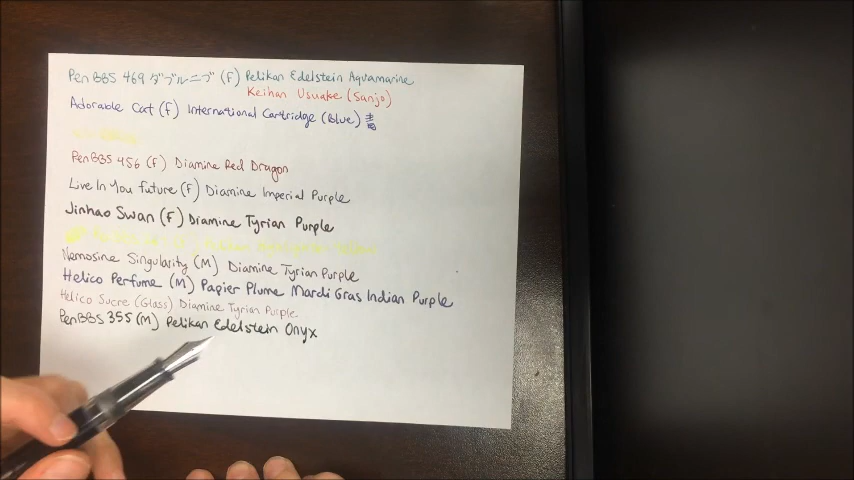 PenBBS 469 ダブルニブ (F) Pelikan Edelstein Aquamarine
Keihan Usuake (Sanjo)
Adorable Cat (F) International Cartridge (Blue) 青
PenBBS 456 (F) Diamine Red Dragon
Live In You Future (F) Diamine Imperial Purple
Jinhao Swan (F) Diamine Tyrian Purple
Nemosine Singularity (M) Diamine Tyrian Purple
Helico Perfume (M) Papier Plume Mardi Gras Indian Purple
Helico Sucre (Glass) Diamine Tyrian Purple
PenBBS 355 (M) Pelikan Edelstein Onyx